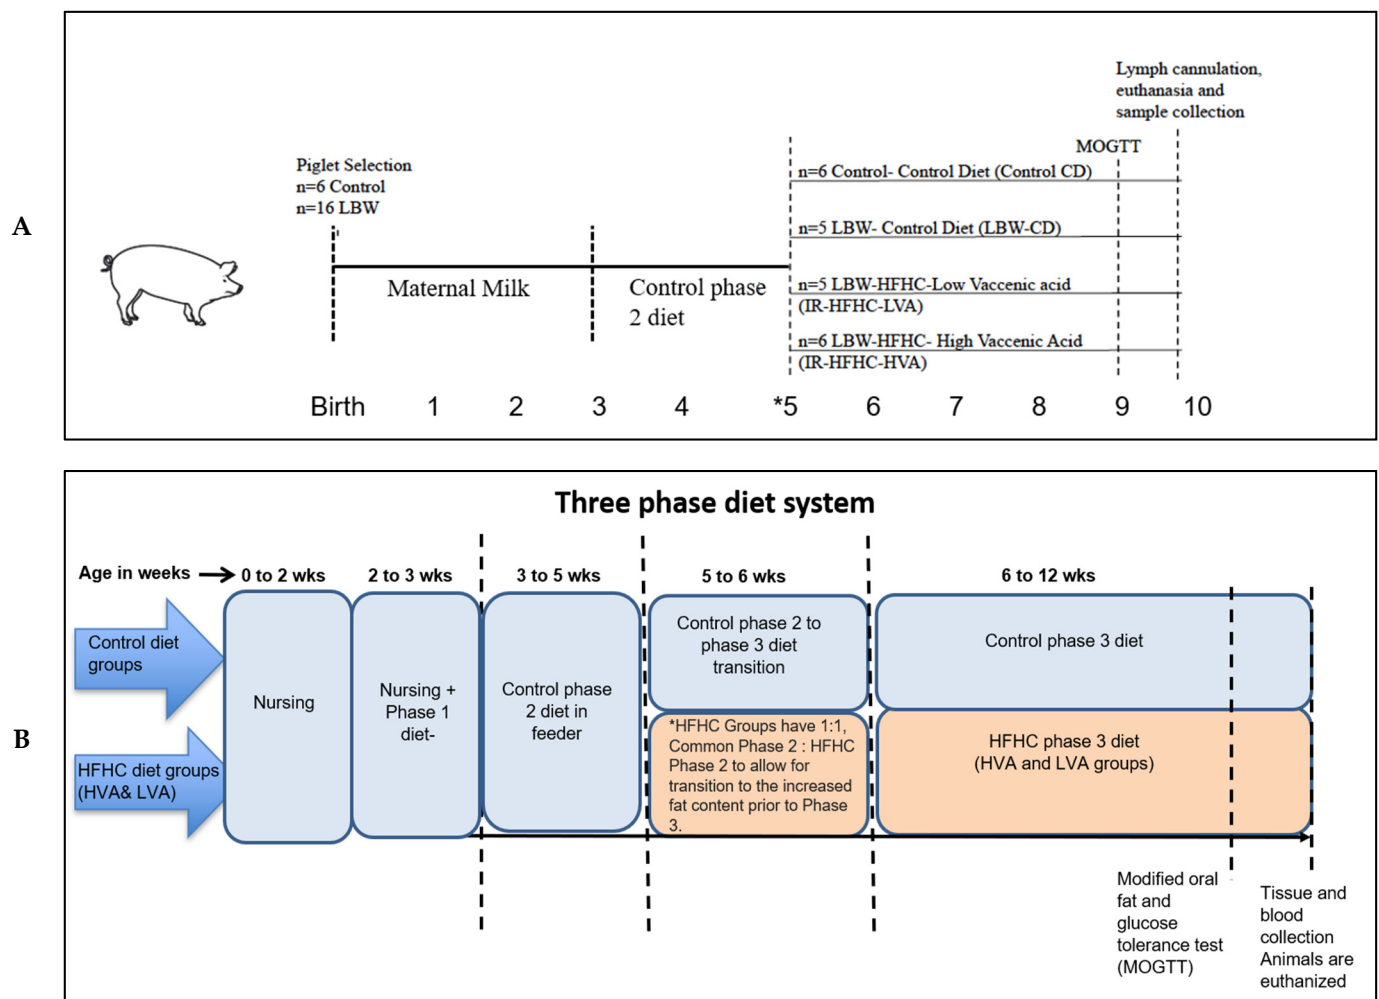 A
Piglet Selection
n=6 Control
n=16 LBW
Maternal Milk
Control phase
2 diet
Lymph cannulation,
euthanasia and
sample collection
MOGTT
n=6 Control- Control Diet (Control CD)
n=5 LBW- Control Diet (LBW-CD)
n=5 LBW-HFHC-Low Vaccenic acid
(IR-HFHC-LVA)
n=6 LBW-HFHC- High Vaccenic Acid
(IR-HFHC-HVA)
Birth 1 2 3 4 *5 6 7 8 9 10
B
Three phase diet system
Age in weeks 0 to 2 wks 2 to 3 wks 3 to 5 wks 5 to 6 wks 6 to 12 wks
Control diet
groups
HFHC diet groups
(HVA& LVA)
Nursing
Nursing +
Phase 1
diet-
Control phase
2 diet in
feeder
Control phase 2 to
phase 3 diet
transition
*HFHC Groups have 1:1,
Common Phase 2 : HFHC
Phase 2 to allow for
transition to the increased
fat content prior to Phase
3.
Control phase 3 diet
HFHC phase 3 diet
(HVA and LVA groups)
Modified oral
fat and
glucose
tolerance test
(MOGTT)
Tissue and
blood
collection
Animals are
euthanized